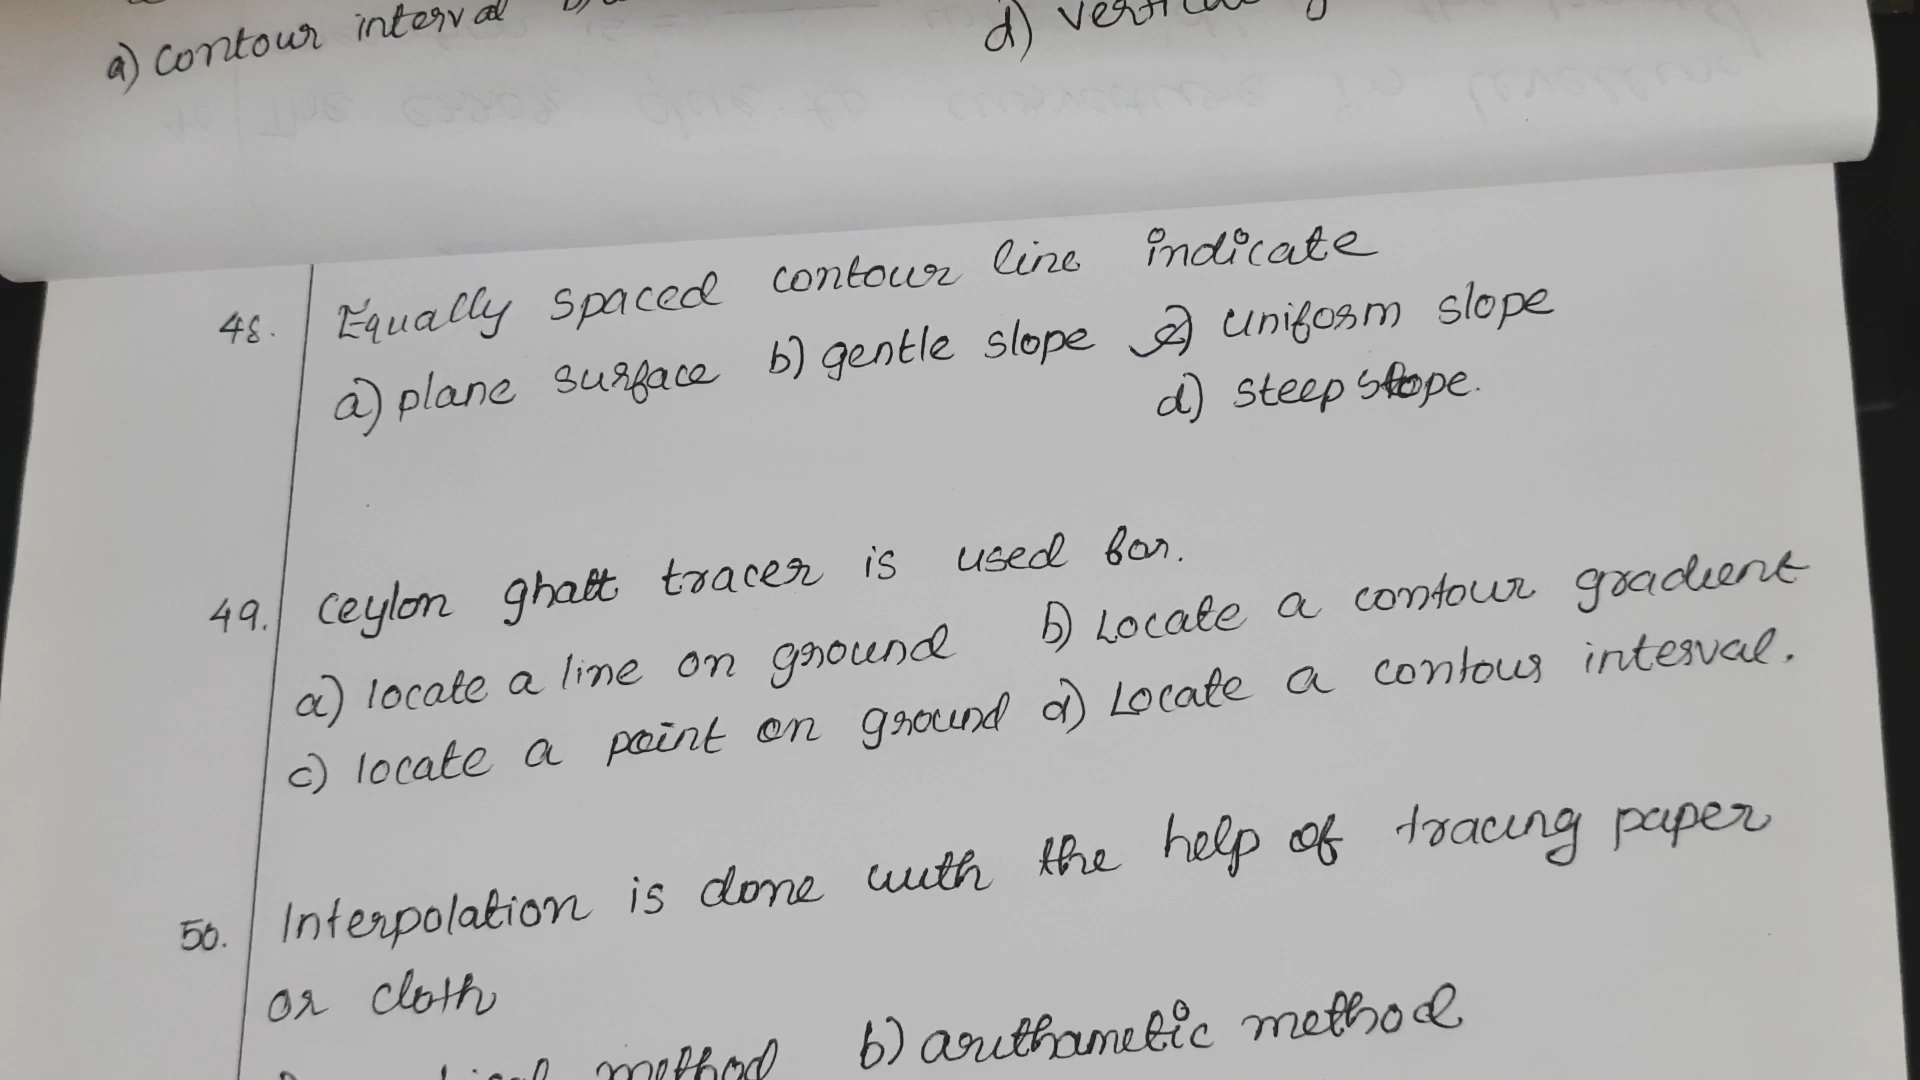 a) contour interval
d)
48. Equally spaced contour line indicate
a) plane surface b) gentle slope c) uniform slope
d) steep slope.
49. Ceylon ghatt tracer is used for.
a) locate a line on ground b) Locate a contour gradient
c) locate a point on ground d) Locate a contour interval.
50. Interpolation is done with the help of tracing paper
or cloth
method b) arithametic method